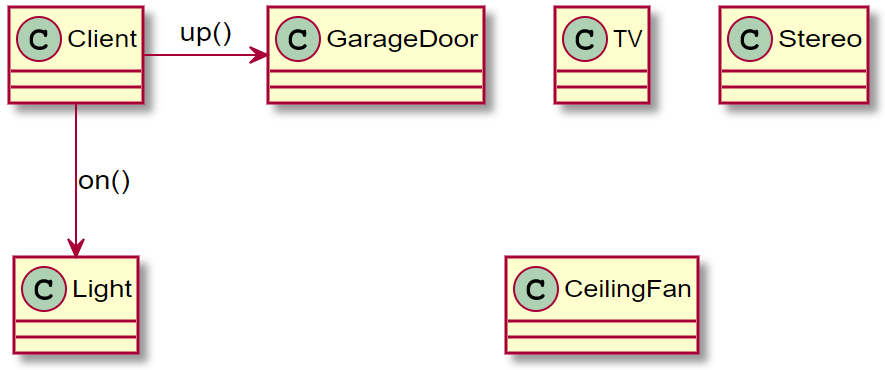 C Client
up()
C GarageDoor
C TV
C Stereo
on()
C Light
C CeilingFan